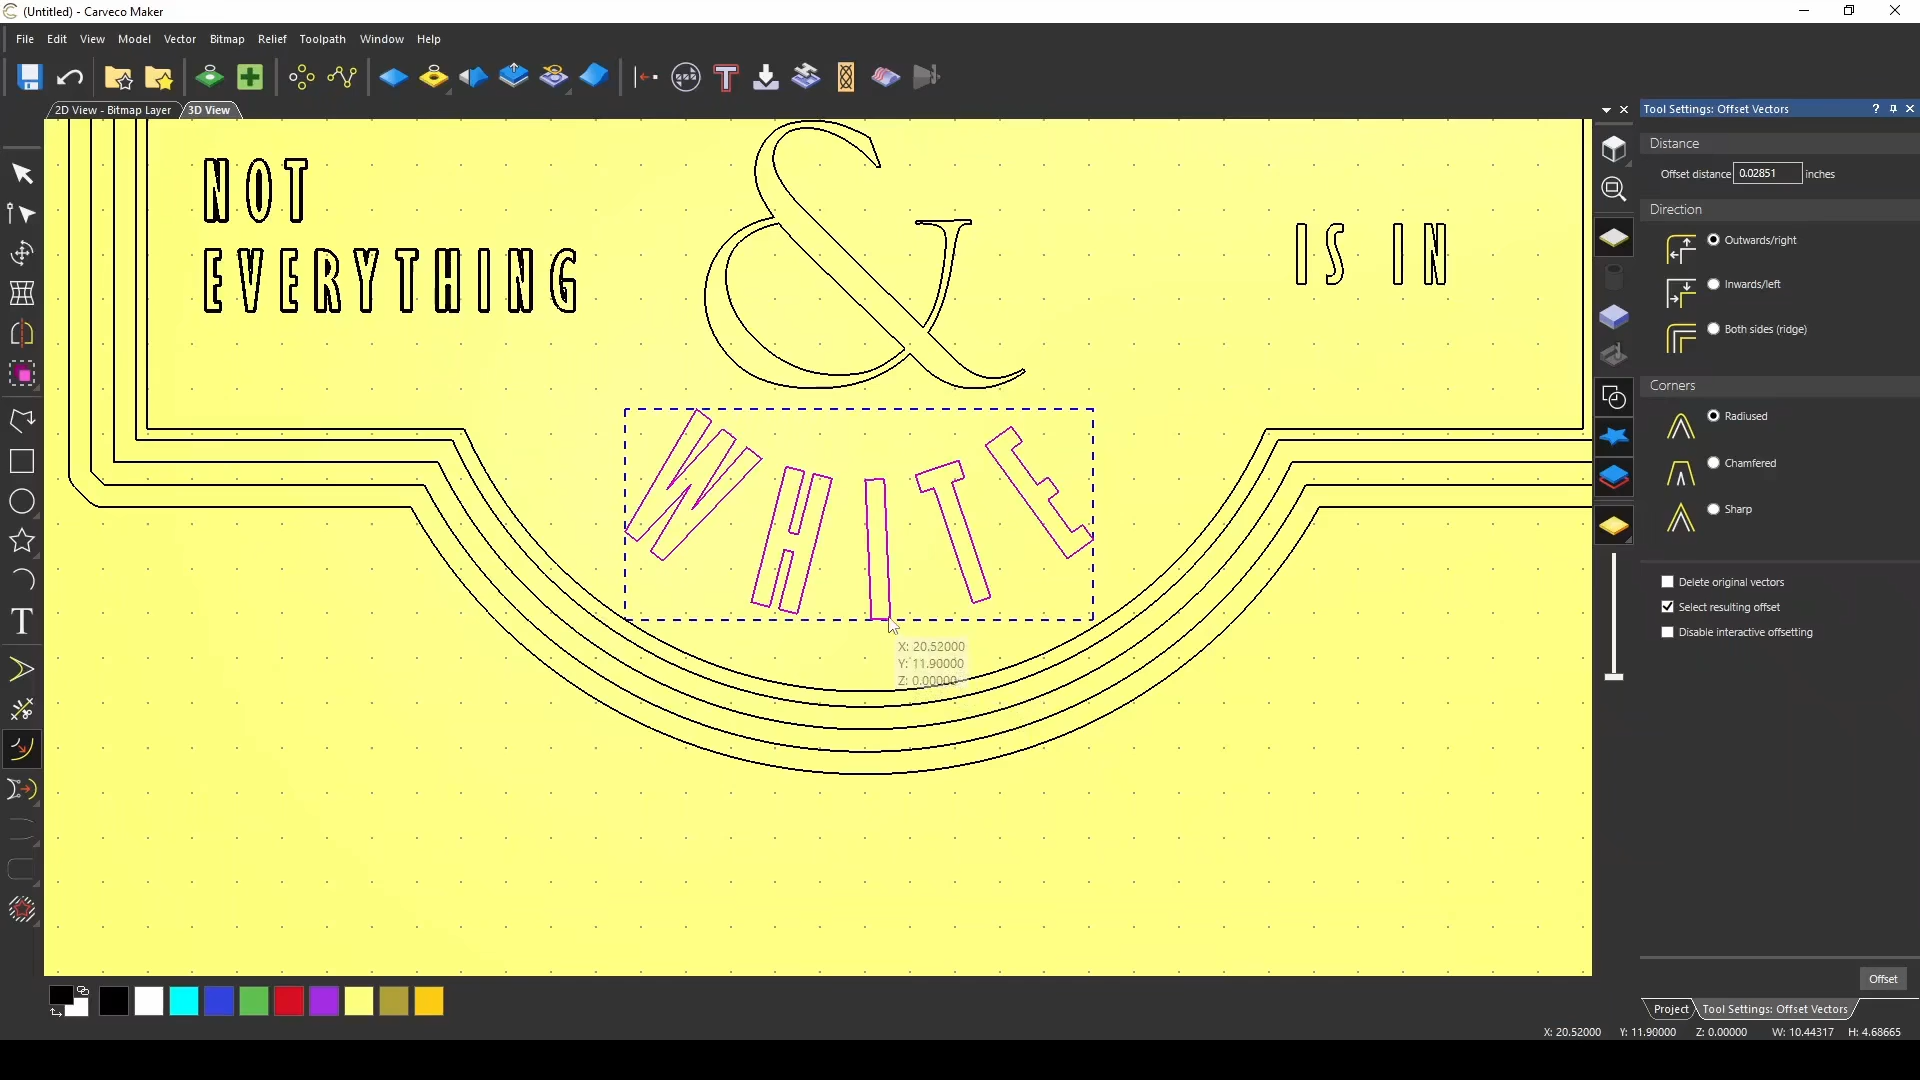 (Untitled) - Carveco Maker
File Edit View Model Vector Bitmap Relief Toolpath Window Help
2D View - Bitmap Layer 3D View
Tool Settings: Offset Vectors
Distance
Offset distance 0.02851 inches
Direction
Outwards/right
Inwards/left
Both sides (ridge)
Corners
Radiused
Chamfered
Sharp
Delete original vectors
Select resulting offset
Disable interactive offsetting
Offset
Project Tool Settings: Offset Vectors
NOT
EVERYTHING
&
IS IN
WHITE
X: 20.52000
Y: 11.90000
Z: 0.00000
X: 20.52000 Y: 11.90000 Z: 0.00000 W: 10.44317 H: 4.68665